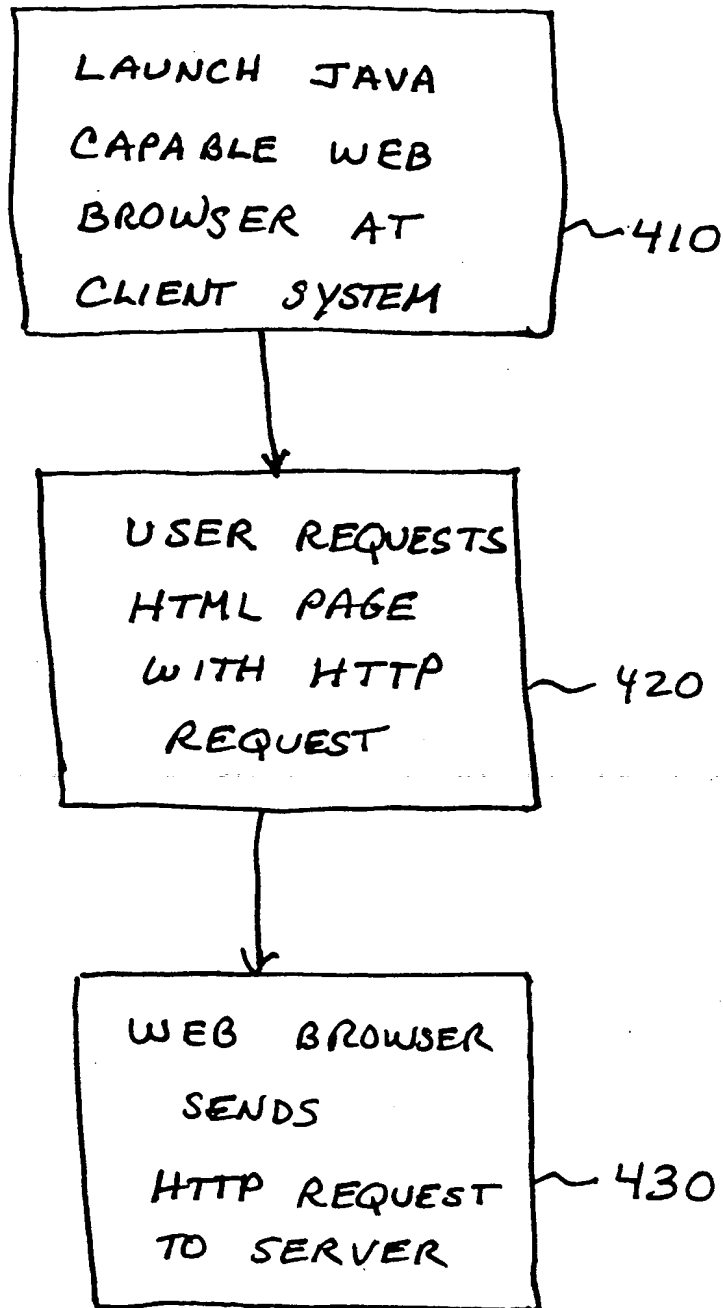 LAUNCH JAVA
CAPABLE WEB
BROWSER AT
CLIENT SYSTEM
410
USER REQUESTS
HTML PAGE
WITH HTTP
REQUEST
420
WEB BROWSER
SENDS
HTTP REQUEST
TO SERVER
430